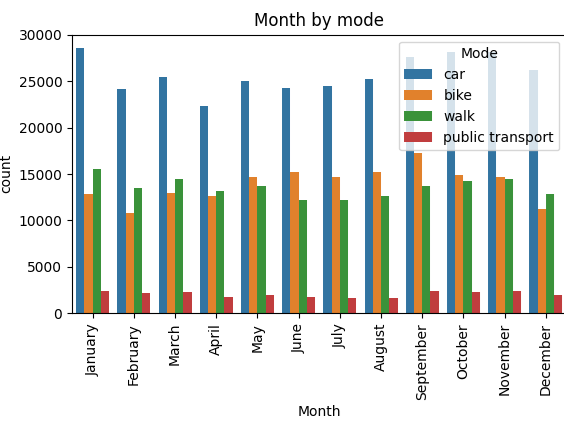 Month by mode
30000
25000
20000
15000
10000
5000
0
count
Mode
car
bike
walk
public transport
January
February
March
April
May
June
July
August
September
October
November
December
Month